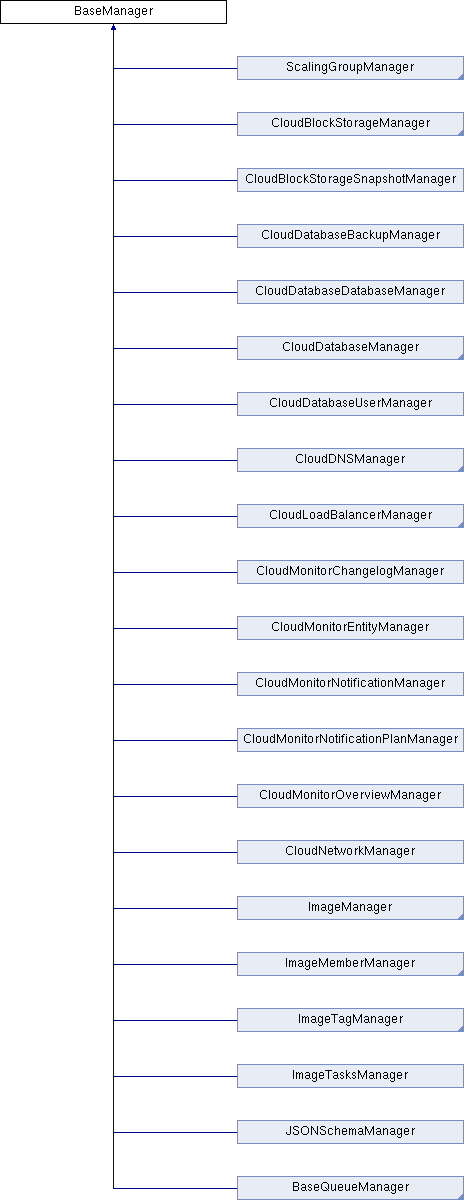 BaseManager
ScalingGroupManager
CloudBlockStorageManager
CloudBlockStorageSnapshotManager
CloudDatabaseBackupManager
CloudDatabaseDatabaseManager
CloudDatabaseManager
CloudDatabaseUserManager
CloudDNSManager
CloudLoadBalancerManager
CloudMonitorChangelogManager
CloudMonitorEntityManager
CloudMonitorNotificationManager
CloudMonitorNotificationPlanManager
CloudMonitorOverviewManager
CloudNetworkManager
ImageManager
ImageMemberManager
ImageTagManager
ImageTasksManager
JSONSchemaManager
BaseQueueManager